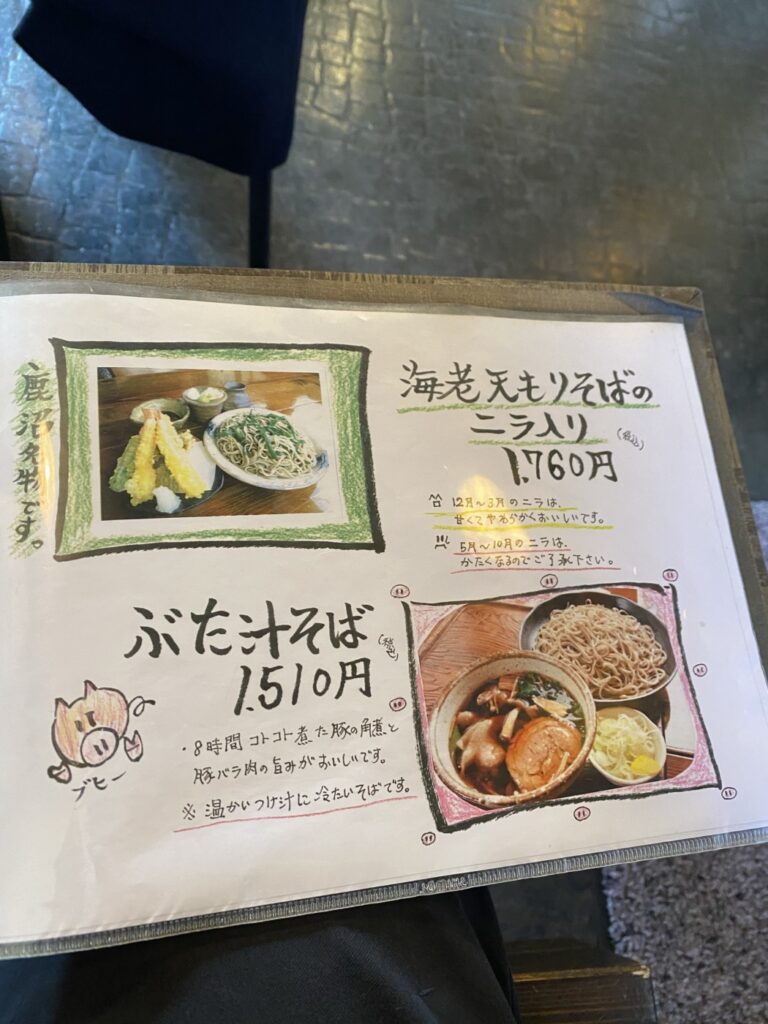 鹿沼名物です。
海老天もりそばの
ニラ入り
(税込)
1,760円
12月〜3月のニラは、
甘くてやわらかくおいしいです。
5月〜10月のニラは、
かたくなるのでご了承下さい。
ぶた汁そば
(税込)
1,510円
ブヒー
・8時間コトコト煮た豚の角煮と
豚バラ肉の旨みがおいしいです。
※温かいつけ汁に冷たいそばです。